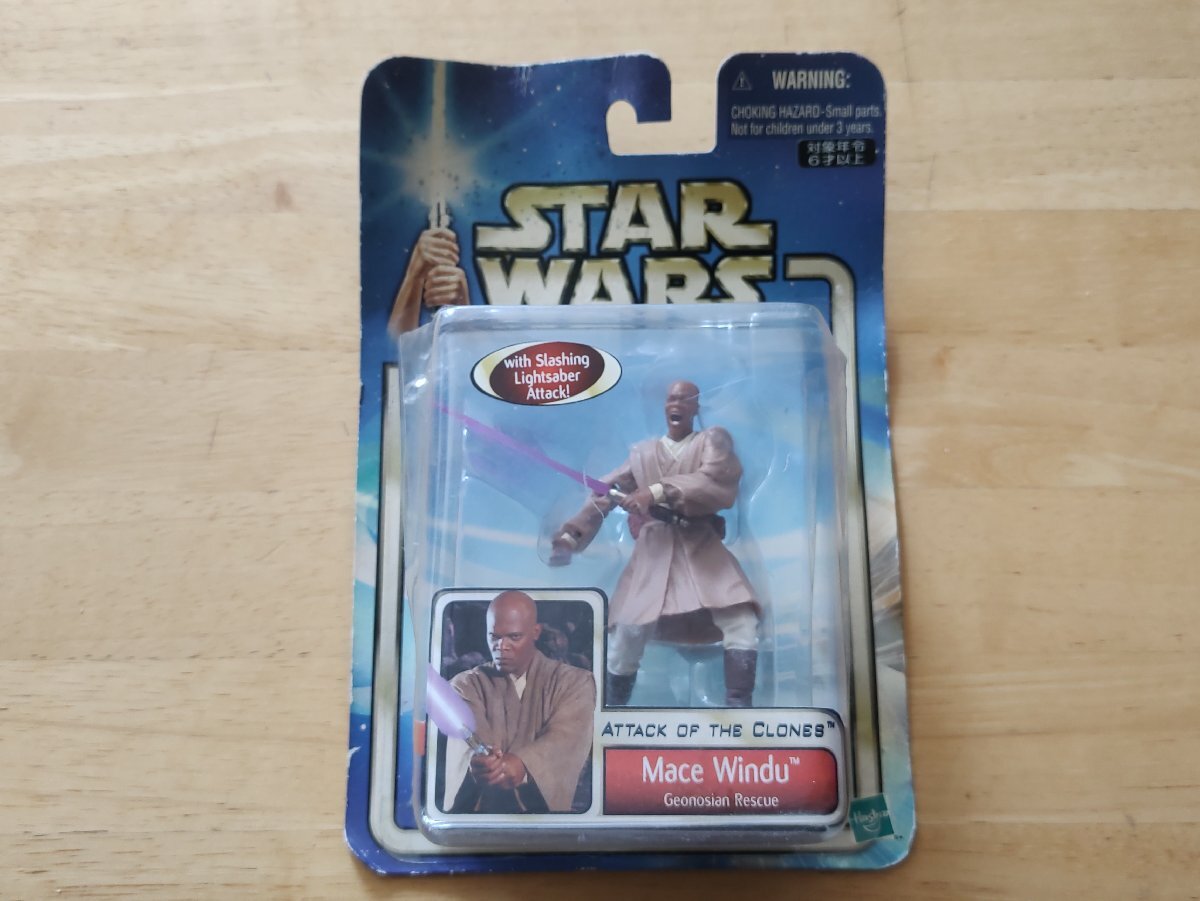 WARNING:
CHOKING HAZARD-Small parts.
Not for children under 3 years.
対象年令
6才以上
STAR
WARS
with Slashing
Lightsaber
Attack!
ATTACK OF THE CLONES™
Mace Windu™
Geonosian Rescue
Hasbro